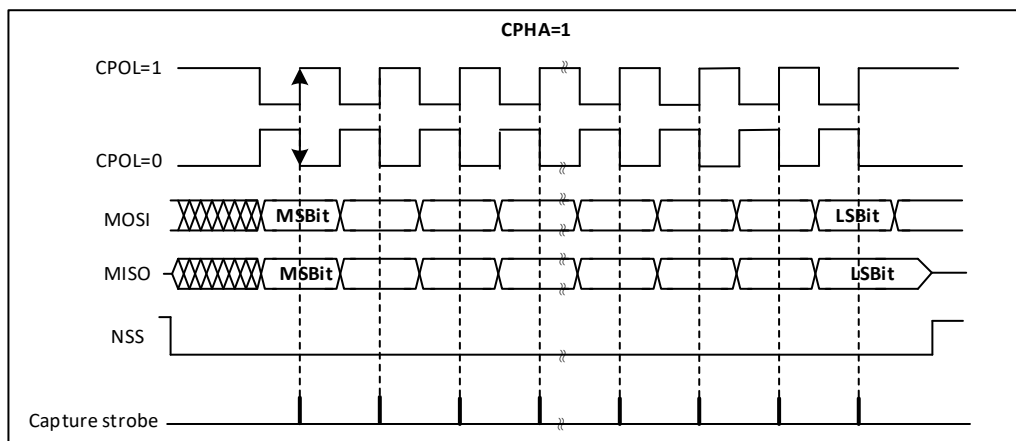 CPHA=1
CPOL=1
CPOL=0
MOSI MSBit LSBit
MISO MSBit LSBit
NSS
Capture strobe